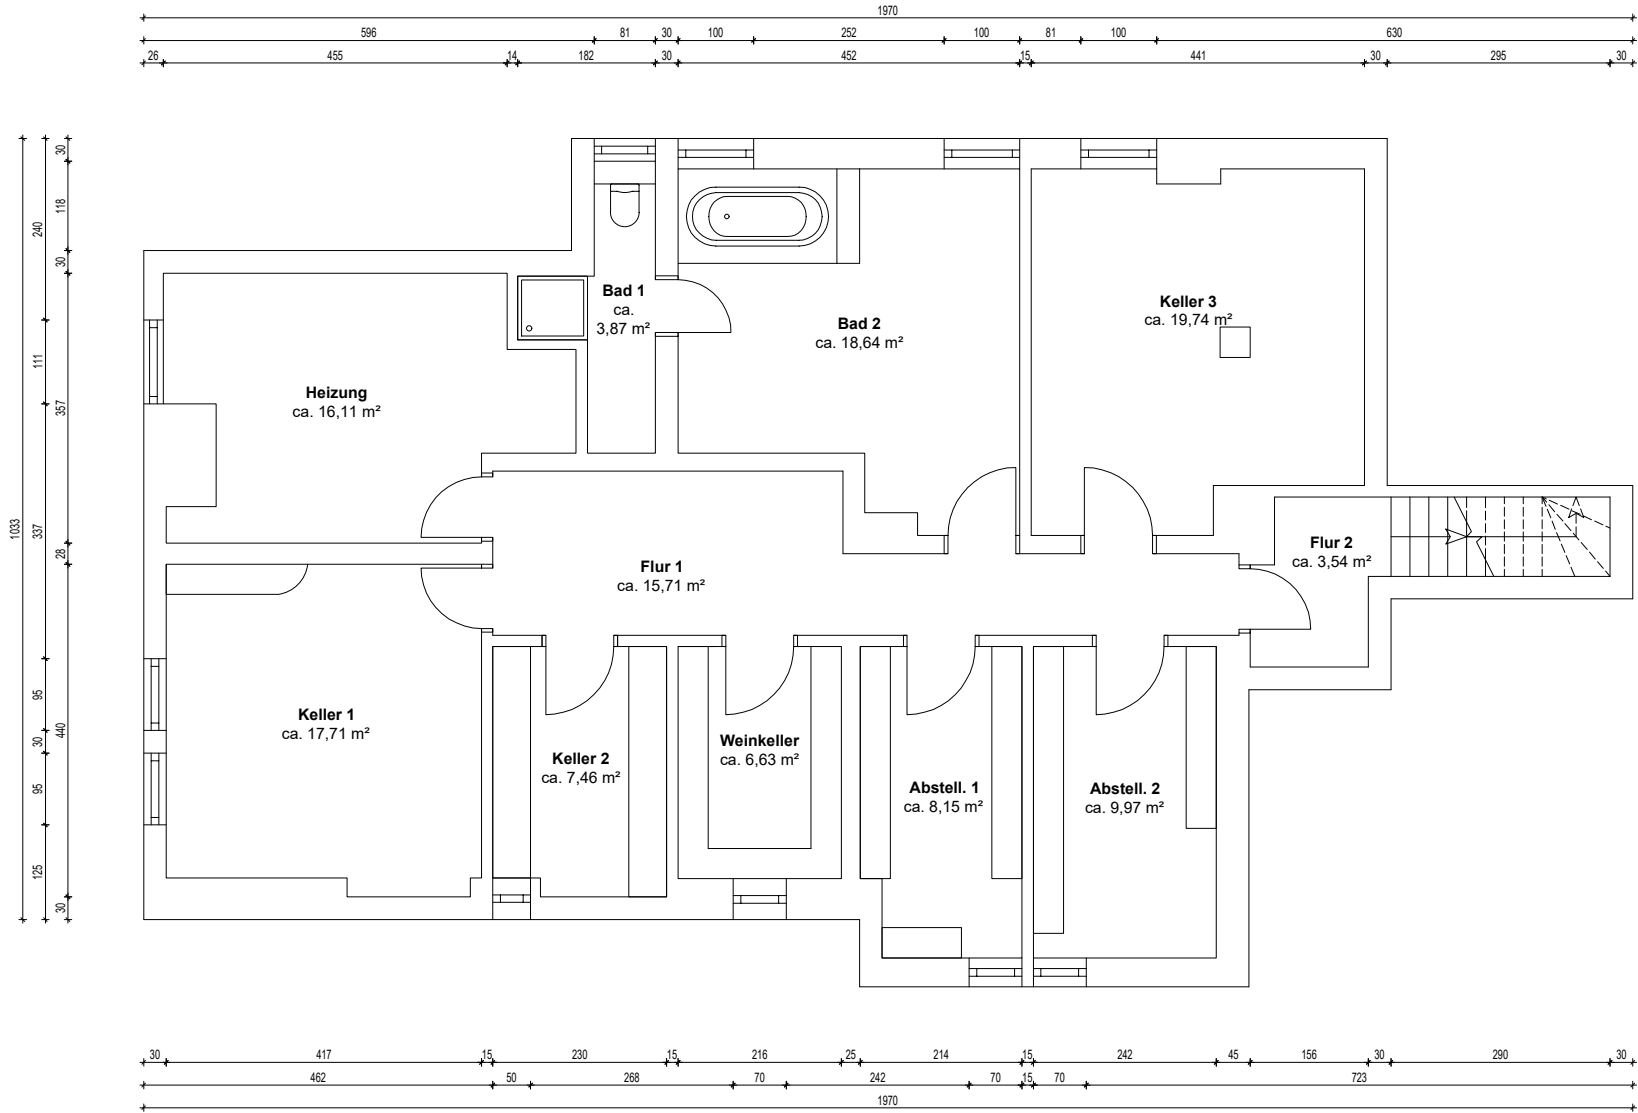 1970
596 81 30 100 252 100 81 100 630
26 455 14 182 30 452 15 441 30 295 30
1033
240 111 337 95 30 95 125
30 118 30 357 28 440 30
Bad 1
ca.
3,87 m²
Bad 2
ca. 18,64 m²
Keller 3
ca. 19,74 m²
Heizung
ca. 16,11 m²
Flur 1
ca. 15,71 m²
Flur 2
ca. 3,54 m²
Keller 1
ca. 17,71 m²
Keller 2
ca. 7,46 m²
Weinkeller
ca. 6,63 m²
Abstell. 1
ca. 8,15 m²
Abstell. 2
ca. 9,97 m²
30 417 15 230 15 216 25 214 15 242 45 156 30 290 30
462 50 268 70 242 70 15 70 723
1970